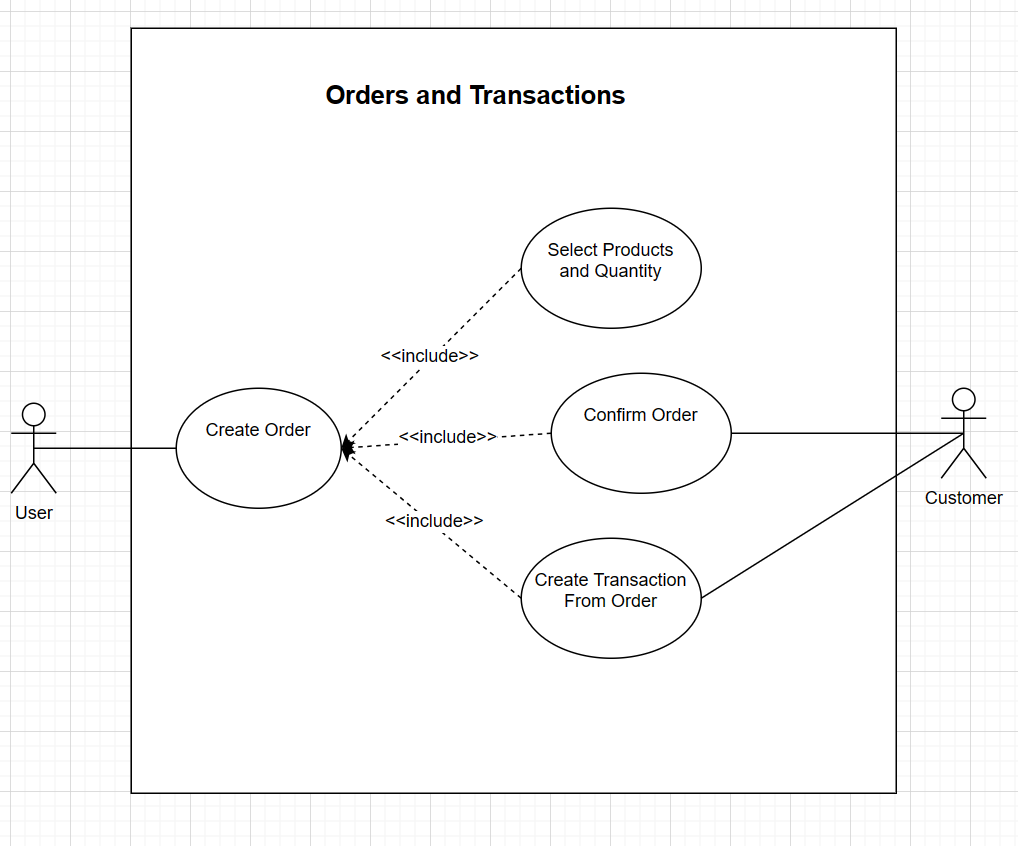 Orders and Transactions
Select Products
and Quantity
<<include>>
Confirm Order
Create Order
<<include>>
User
Customer
<<include>>
Create Transaction
From Order